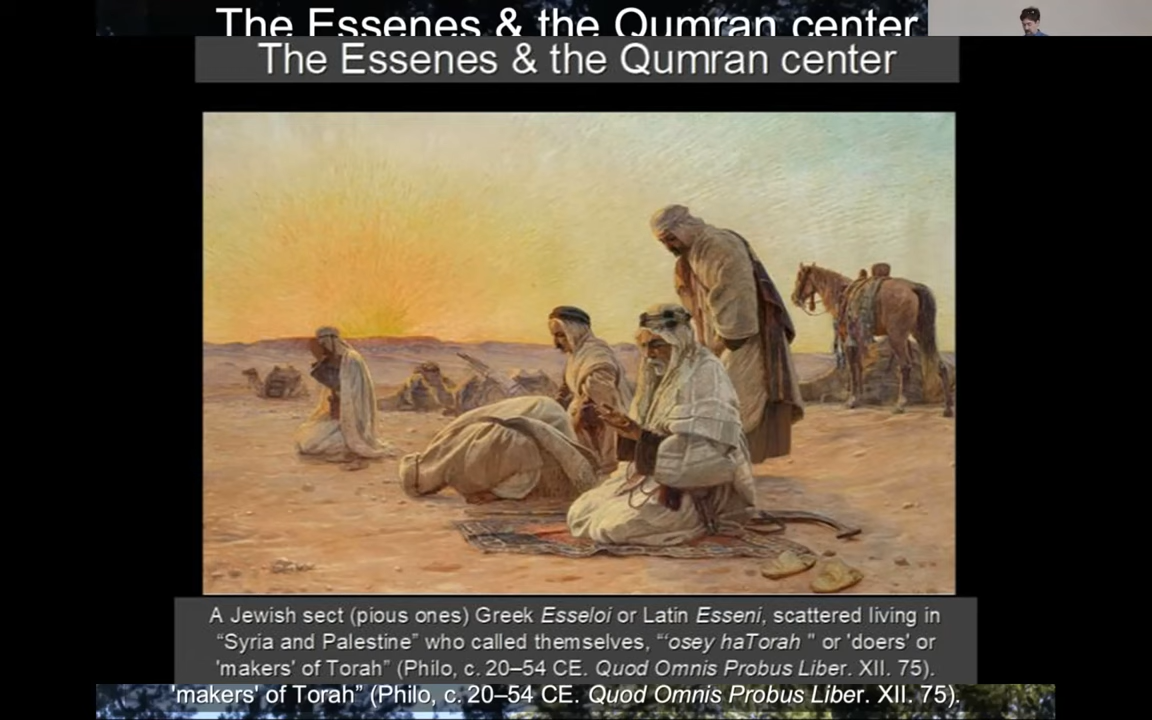 The Essenes & the Qumran center
The Essenes & the Qumran center
A Jewish sect (pious ones) Greek Esseloi or Latin Esseni, scattered living in
“Syria and Palestine” who called themselves, “‘osey haTorah " or 'doers' or
'makers' of Torah” (Philo, c. 20–54 CE. Quod Omnis Probus Liber. XII. 75).
'makers' of Torah” (Philo, c. 20–54 CE. Quod Omnis Probus Liber. XII. 75).